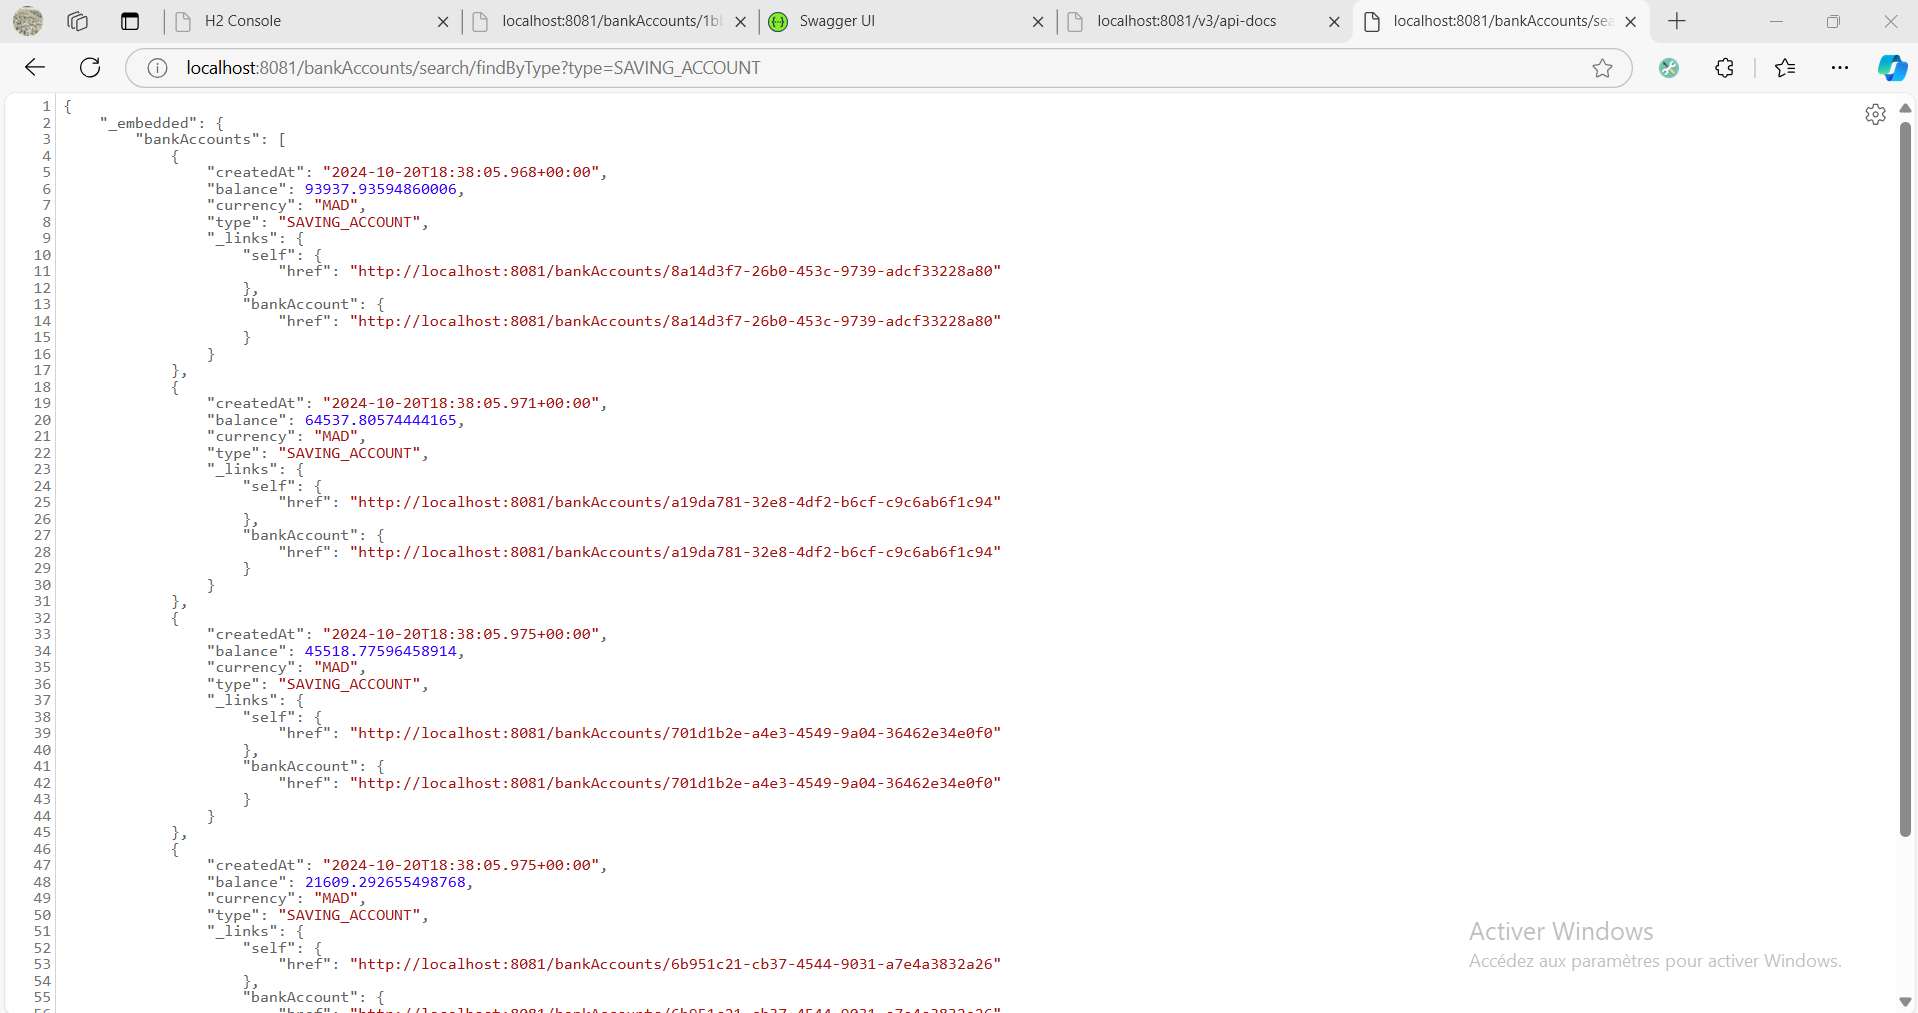 H2 Console
localhost:8081/bankAccounts/1b
Swagger UI
localhost:8081/v3/api-docs
localhost:8081/bankAccounts/sea
localhost:8081/bankAccounts/search/findByType?type=SAVING_ACCOUNT
1 {
2 "_embedded": {
3 "bankAccounts": [
4 {
5 "createdAt": "2024-10-20T18:38:05.968+00:00",
6 "balance": 93937.93594860006,
7 "currency": "MAD",
8 "type": "SAVING_ACCOUNT",
9 "_links": {
10 "self": {
11 "href": "http://localhost:8081/bankAccounts/8a14d3f7-26b0-453c-9739-adcf33228a80"
12 },
13 "bankAccount": {
14 "href": "http://localhost:8081/bankAccounts/8a14d3f7-26b0-453c-9739-adcf33228a80"
15 }
16 }
17 },
18 {
19 "createdAt": "2024-10-20T18:38:05.971+00:00",
20 "balance": 64537.80574444165,
21 "currency": "MAD",
22 "type": "SAVING_ACCOUNT",
23 "_links": {
24 "self": {
25 "href": "http://localhost:8081/bankAccounts/a19da781-32e8-4df2-b6cf-c9c6ab6f1c94"
26 },
27 "bankAccount": {
28 "href": "http://localhost:8081/bankAccounts/a19da781-32e8-4df2-b6cf-c9c6ab6f1c94"
29 }
30 }
31 },
32 {
33 "createdAt": "2024-10-20T18:38:05.975+00:00",
34 "balance": 45518.77596458914,
35 "currency": "MAD",
36 "type": "SAVING_ACCOUNT",
37 "_links": {
38 "self": {
39 "href": "http://localhost:8081/bankAccounts/701d1b2e-a4e3-4549-9a04-36462e34e0f0"
40 },
41 "bankAccount": {
42 "href": "http://localhost:8081/bankAccounts/701d1b2e-a4e3-4549-9a04-36462e34e0f0"
43 }
44 }
45 },
46 {
47 "createdAt": "2024-10-20T18:38:05.975+00:00",
48 "balance": 21609.292655498768,
49 "currency": "MAD",
50 "type": "SAVING_ACCOUNT",
51 "_links": {
52 "self": {
53 "href": "http://localhost:8081/bankAccounts/6b951c21-cb37-4544-9031-a7e4a3832a26"
54 },
55 "bankAccount": {
Activer Windows
Accédez aux paramètres pour activer Windows.